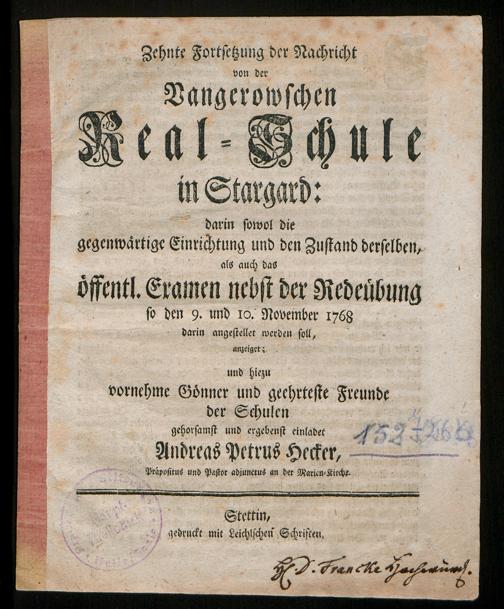 Zehnte Fortsetzung der Nachricht
von der
Vangerowschen
Real-Schule
in Stargard:
darin sowol die
gegenwärtige Einrichtung und den Zustand derselben,
als auch das
öffentl. Examen nebst der Redeübung
so den 9. und 10. November 1768
darin angestellet werden soll,
anzeiget;
und hiezu
vornehme Gönner und geehrteste Freunde
der Schulen
gehorsamst und ergebenst einladet
Andreas Petrus Hecker,
Präpositus und Pastor adjunctus an der Marien-Kirche.
Stettin,
gedruckt mit Leichischen Schriften.
D. Francke Hochwürd.